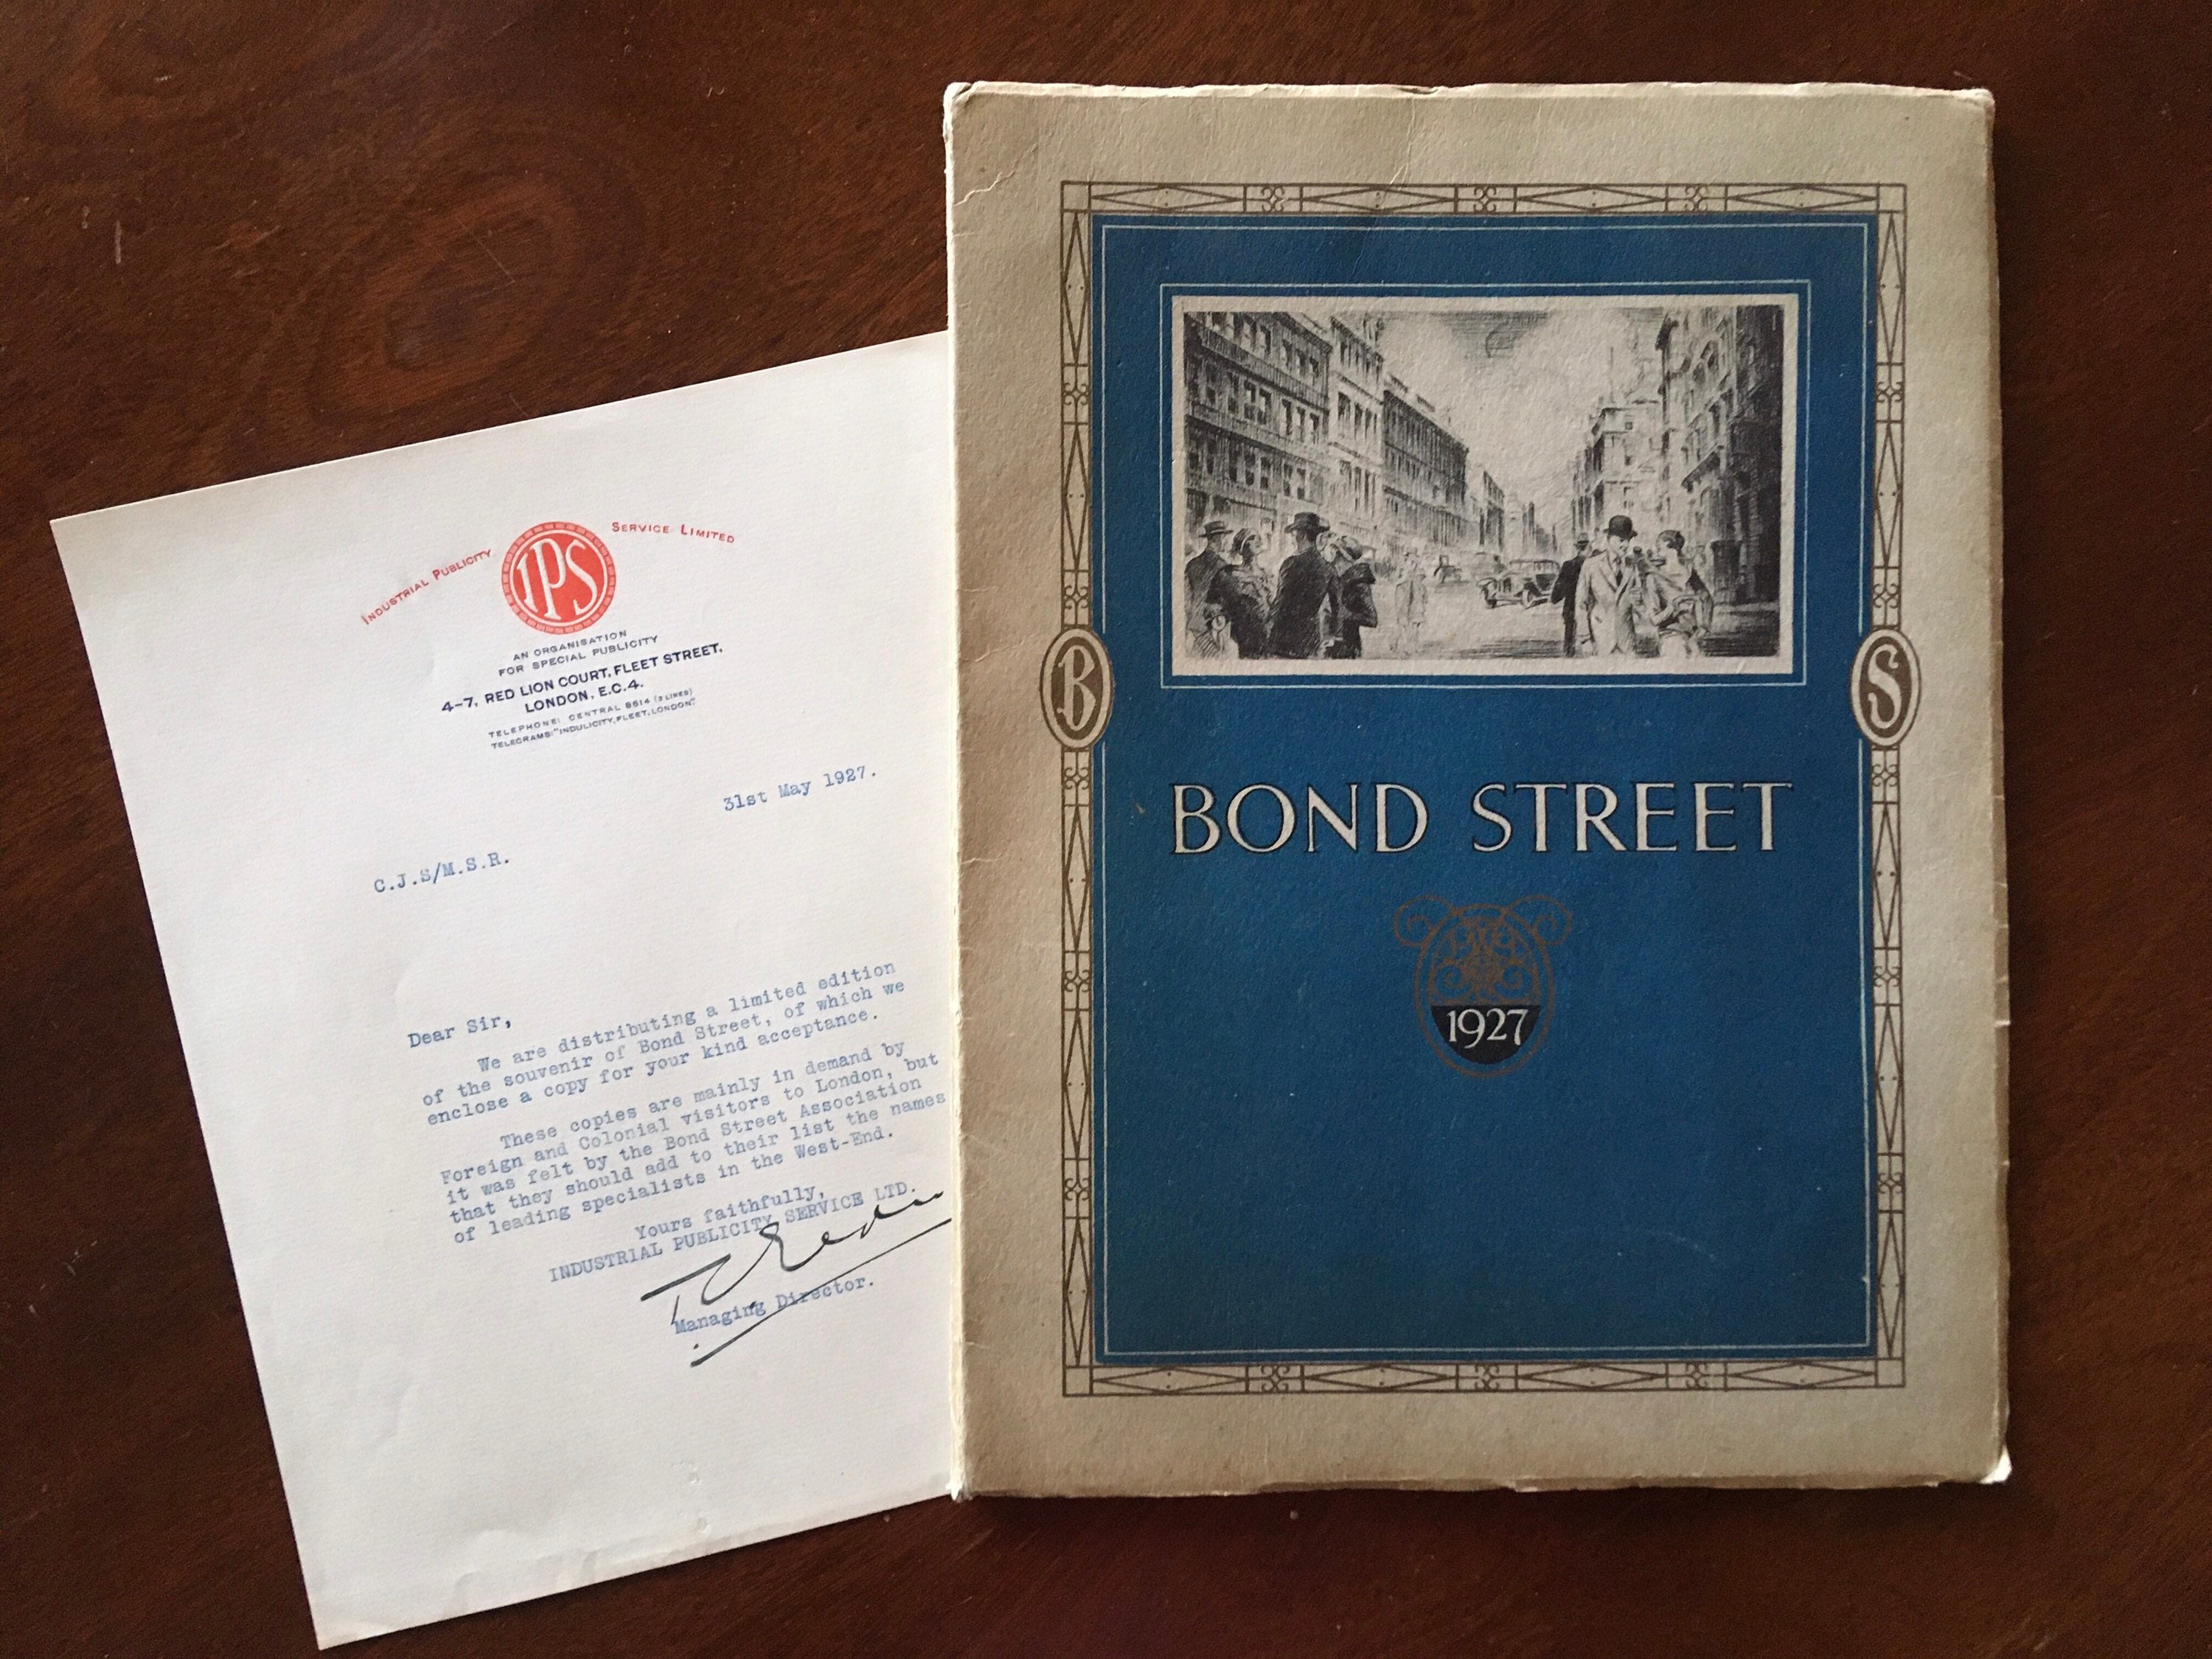 INDUSTRIAL PUBLICITY
IPS
SERVICE LIMITED
AN ORGANISATION
FOR SPECIAL PUBLICITY
4-7, RED LION COURT, FLEET STREET,
LONDON, E.C.4.
TELEPHONE: CENTRAL 8514 (3 LINES)
TELEGRAMS: "INDULICITY, FLEET, LONDON."
31st May 1927.
C.J.S/M.S.R.
Dear Sir,
We are distributing a limited edition
of the souvenir of Bond Street, of which we
enclose a copy for your kind acceptance.
These copies are mainly in demand by
Foreign and Colonial visitors to London, but
it was felt by the Bond Street Association
that they should add to their list the names
of leading specialists in the West-End.
Yours faithfully,
INDUSTRIAL PUBLICITY SERVICE LTD.
Managing Director.
B
S
BOND STREET
1927